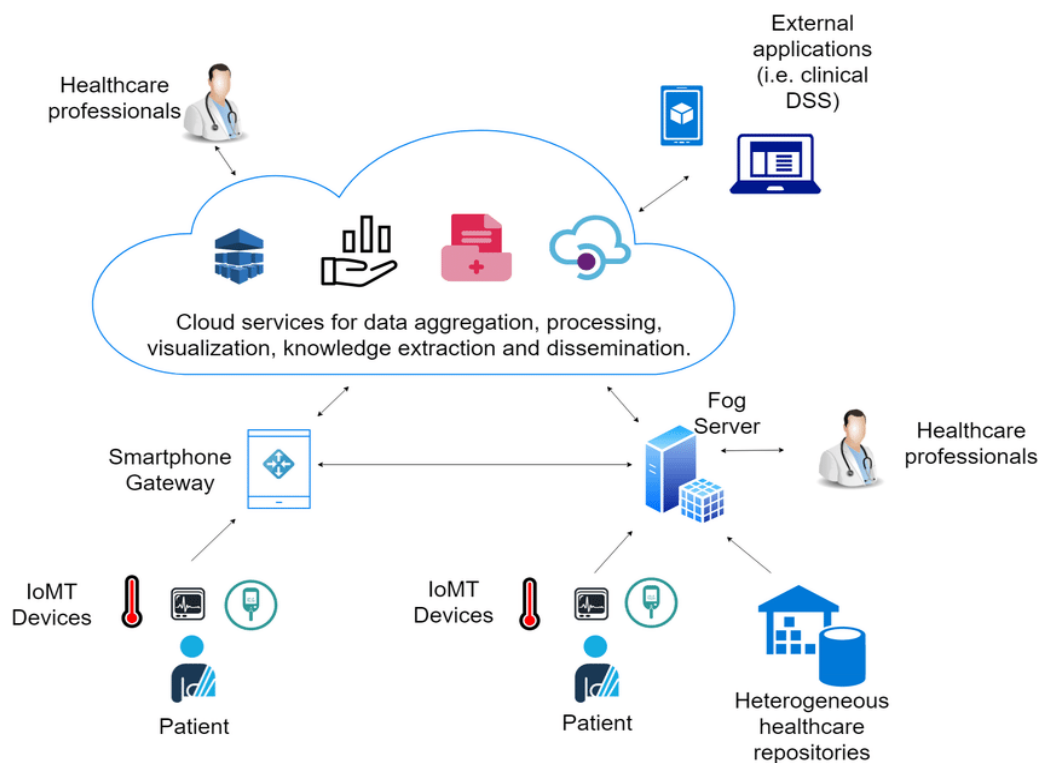 External
applications
(i.e. clinical
DSS)
Healthcare
professionals
Cloud services for data aggregation, processing,
visualization, knowledge extraction and dissemination.
Fog
Server
Smartphone
Gateway
Healthcare
professionals
IoMT
Devices
IoMT
Devices
Patient
Patient
Heterogeneous
healthcare
repositories